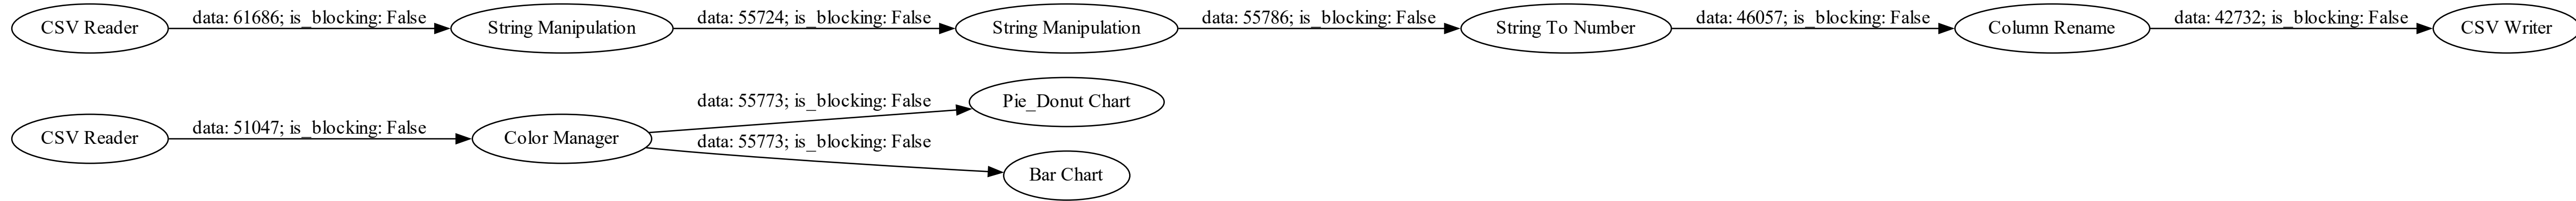 CSV Reader data: 61686; is_blocking: False String Manipulation data: 55724; is_blocking: False String Manipulation data: 55786; is_blocking: False String To Number data: 46057; is_blocking: False Column Rename data: 42732; is_blocking: False CSV Writer
data: 55773; is_blocking: False Pie_Donut Chart
CSV Reader data: 51047; is_blocking: False Color Manager
data: 55773; is_blocking: False Bar Chart